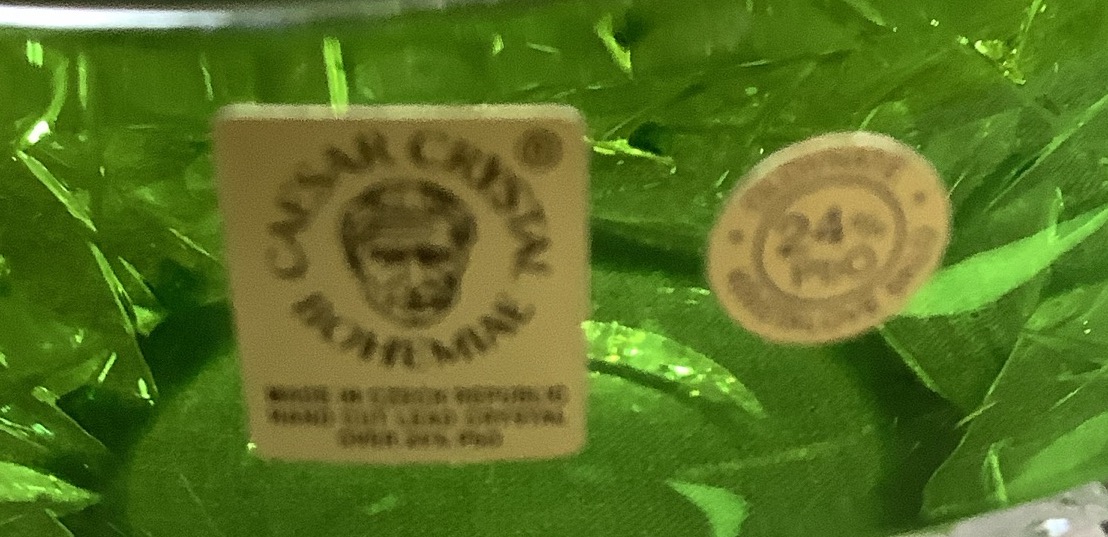 CAESAR CRYSTAL
BOHEMIAE
®
MADE IN CZECH REPUBLIC
HAND CUT LEAD CRYSTAL
OVER 24% PbO
24%
PbO